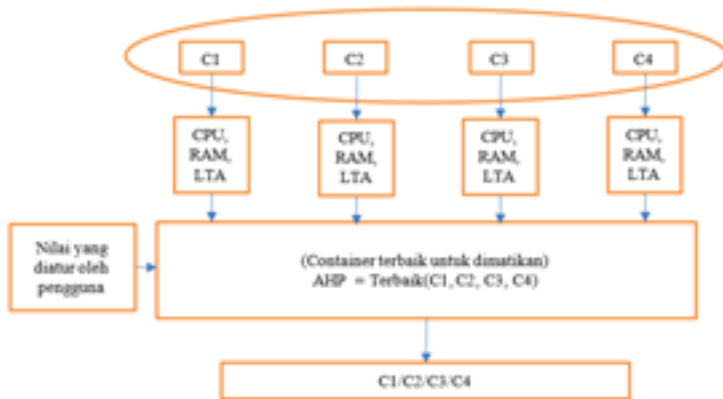 C1
C2
C3
C4
CPU,
RAM,
LTA
CPU,
RAM,
LTA
CPU,
RAM,
LTA
CPU,
RAM,
LTA
Nilai yang
diatur oleh
pengguna
(Container terbaik untuk dimatikan)
AHP = Terbaik(C1, C2, C3, C4)
C1/C2/C3/C4